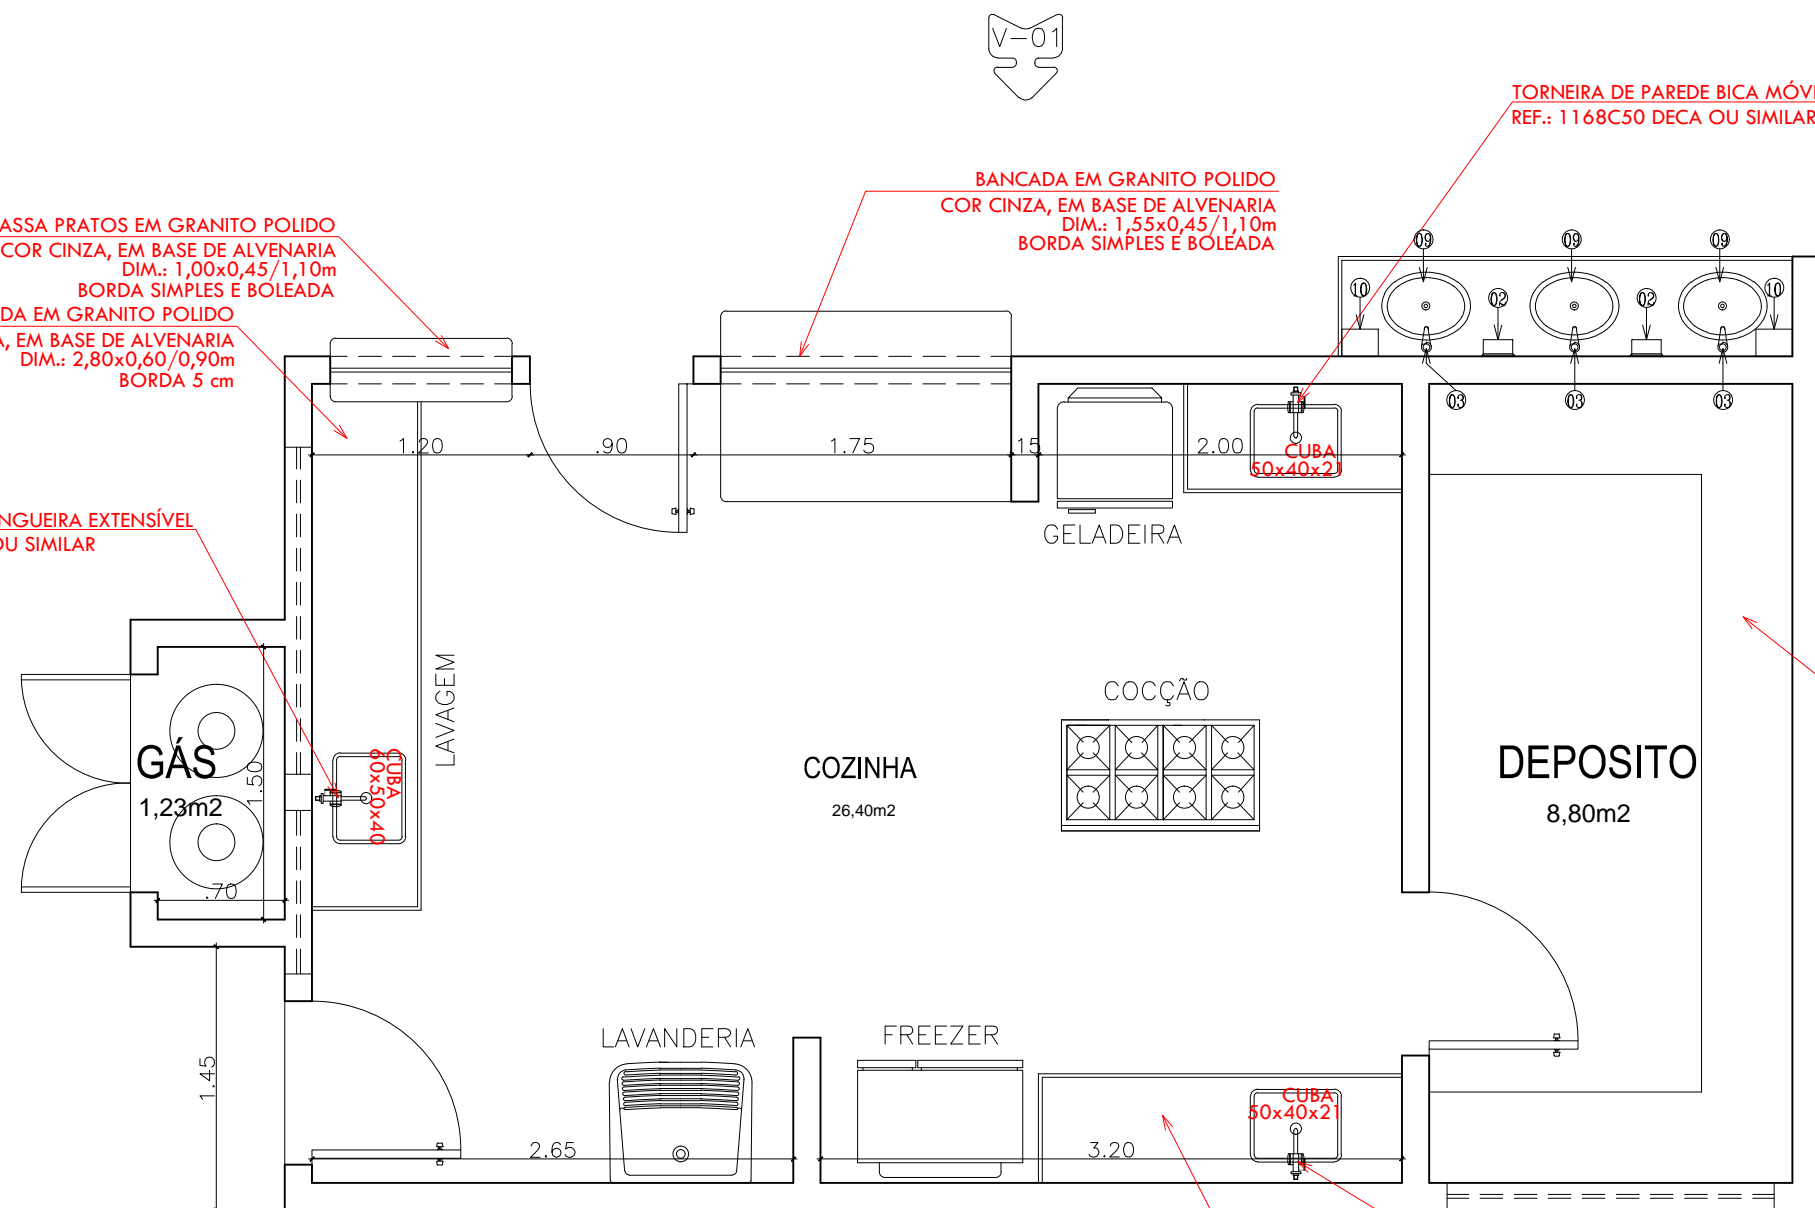 V-01
TORNEIRA DE PAREDE BICA MÓV
REF.: 1168C50 DECA OU SIMILAR
BANCADA EM GRANITO POLIDO
COR CINZA, EM BASE DE ALVENARIA
DIM.: 1,55x0,45/1,10m
BORDA SIMPLES E BOLEADA
ASSA PRATOS EM GRANITO POLIDO
COR CINZA, EM BASE DE ALVENARIA
DIM.: 1,00x0,45/1,10m
BORDA SIMPLES E BOLEADA
DA EM GRANITO POLIDO
A, EM BASE DE ALVENARIA
DIM.: 2,80x0,60/0,90m
BORDA 5 cm
09 09 09
10 02 02 10
03 03 03
1.20 .90 1.75 .15 2.00
CUBA
50x40x21
GELADEIRA
NGUEIRA EXTENSÍVEL
OU SIMILAR
LAVAGEM
COCÇÃO
GÁS
1,23m2
1.50
.70
CUBA
60x50x40
COZINHA
26,40m2
DEPOSITO
8,80m2
LAVANDERIA
FREEZER
1.45
CUBA
50x40x21
2.65
3.20